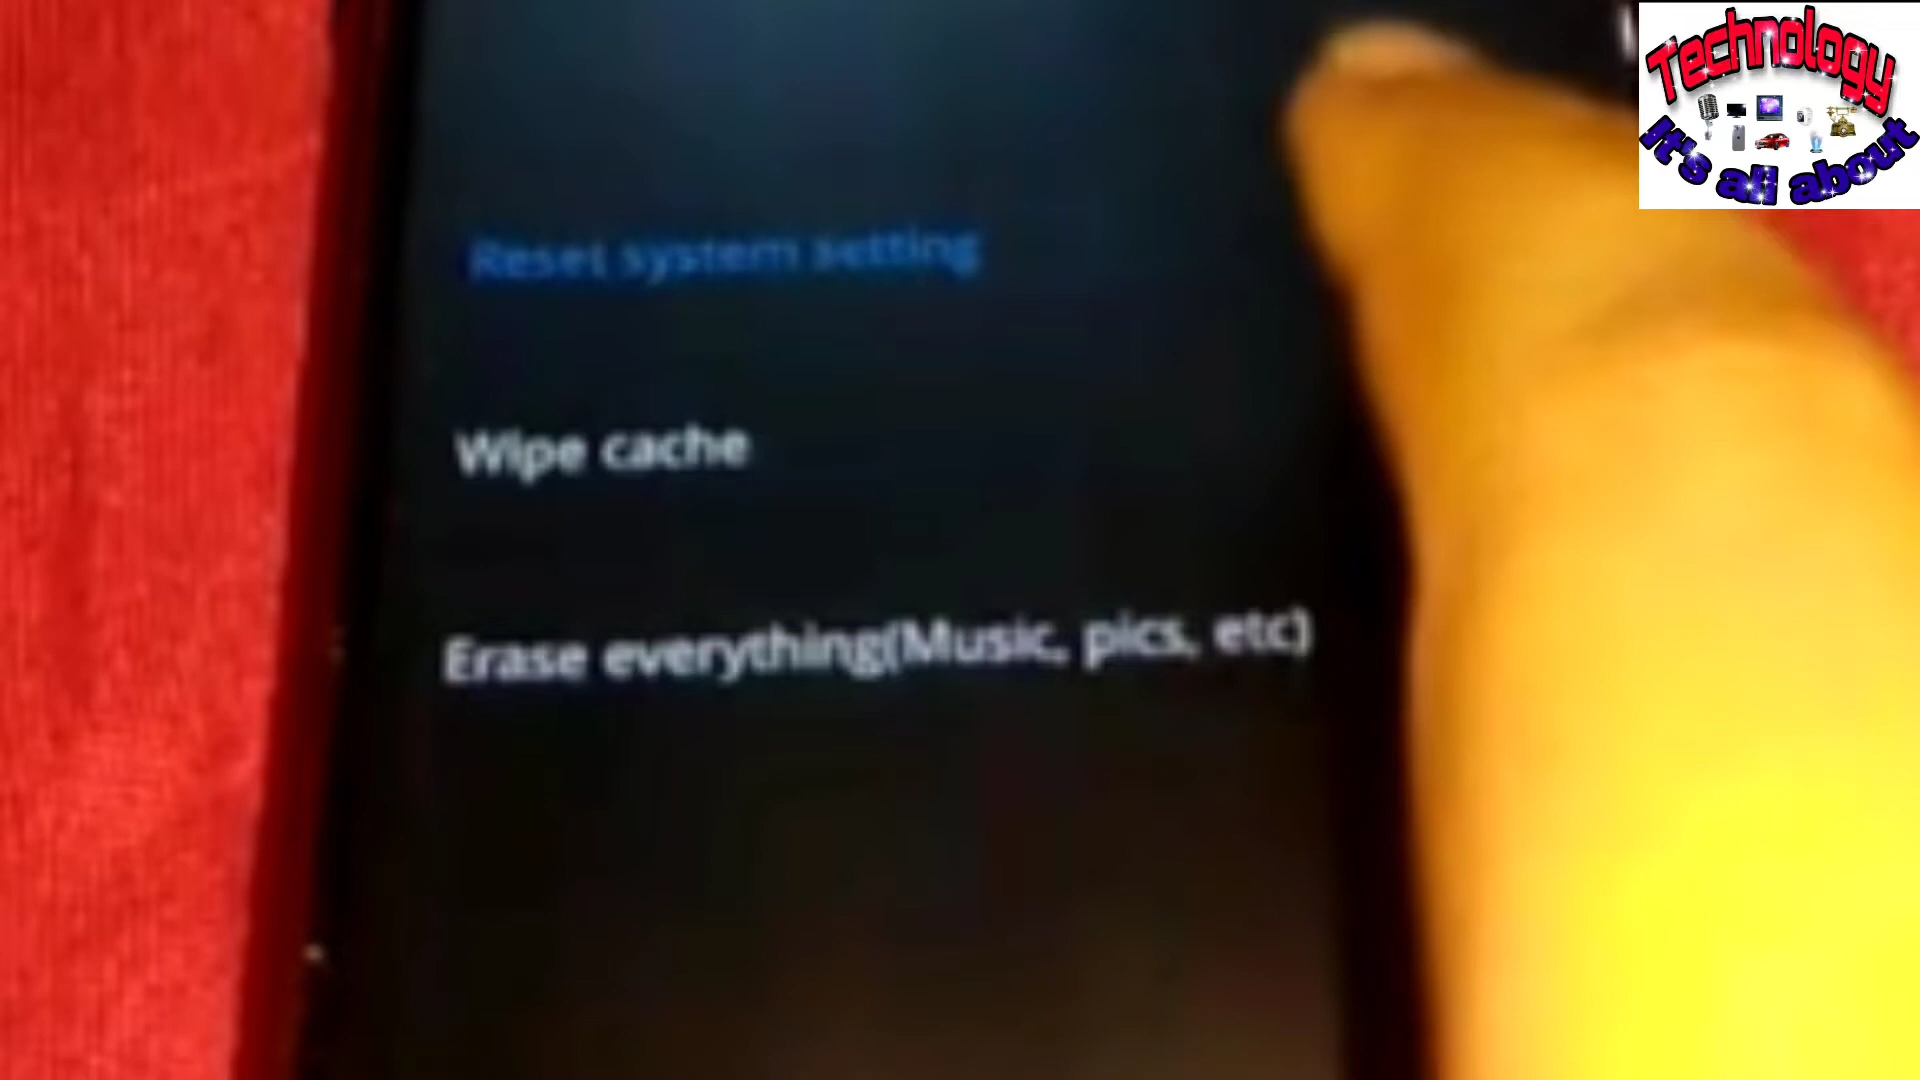 Technology
It's all about
Reset system setting
Wipe cache
Erase everything(Music, pics, etc)